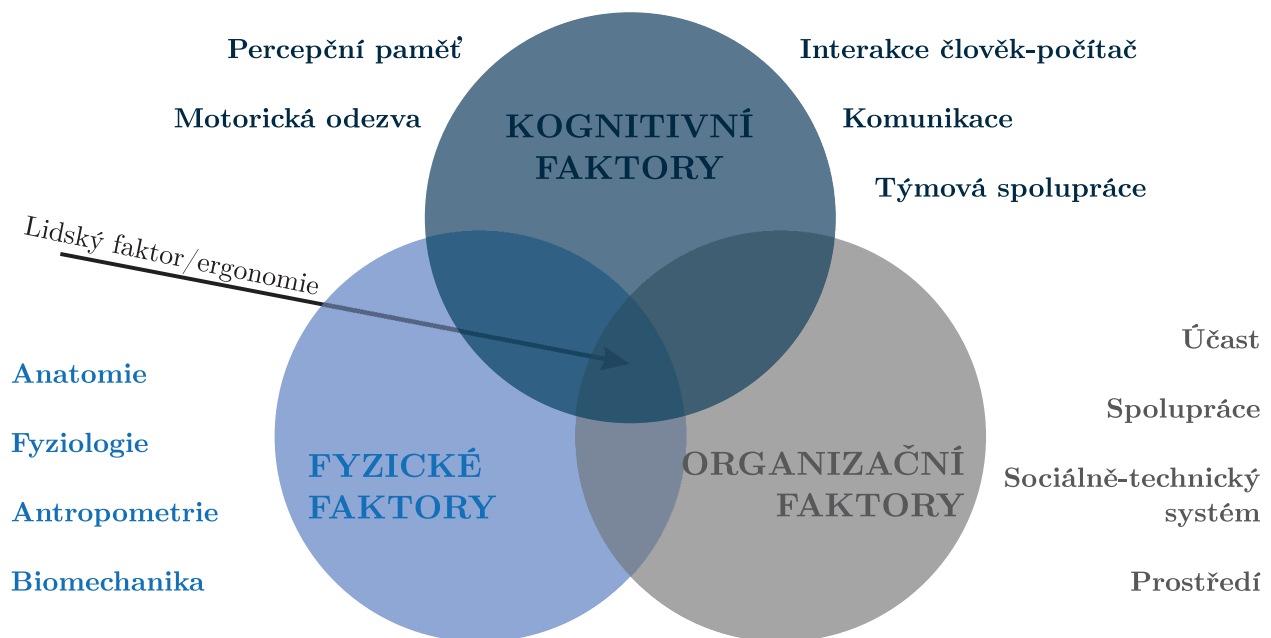 Percepční paměť
Motorická odezva
Interakce člověk-počítač
Komunikace
Týmová spolupráce
KOGNITIVNÍ
FAKTORY
Lidský faktor/ergonomie
Anatomie
Fyziologie
Antropometrie
Biomechanika
FYZICKÉ
FAKTORY
ORGANIZAČNÍ
FAKTORY
Účast
Spolupráce
Sociálně-technický
systém
Prostředí